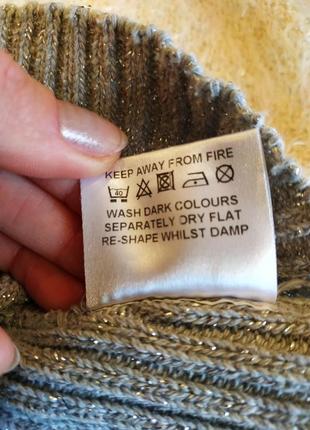 KEEP AWAY FROM FIRE
40
WASH DARK COLOURS
SEPARATELY DRY FLAT
RE-SHAPE WHILST DAMP